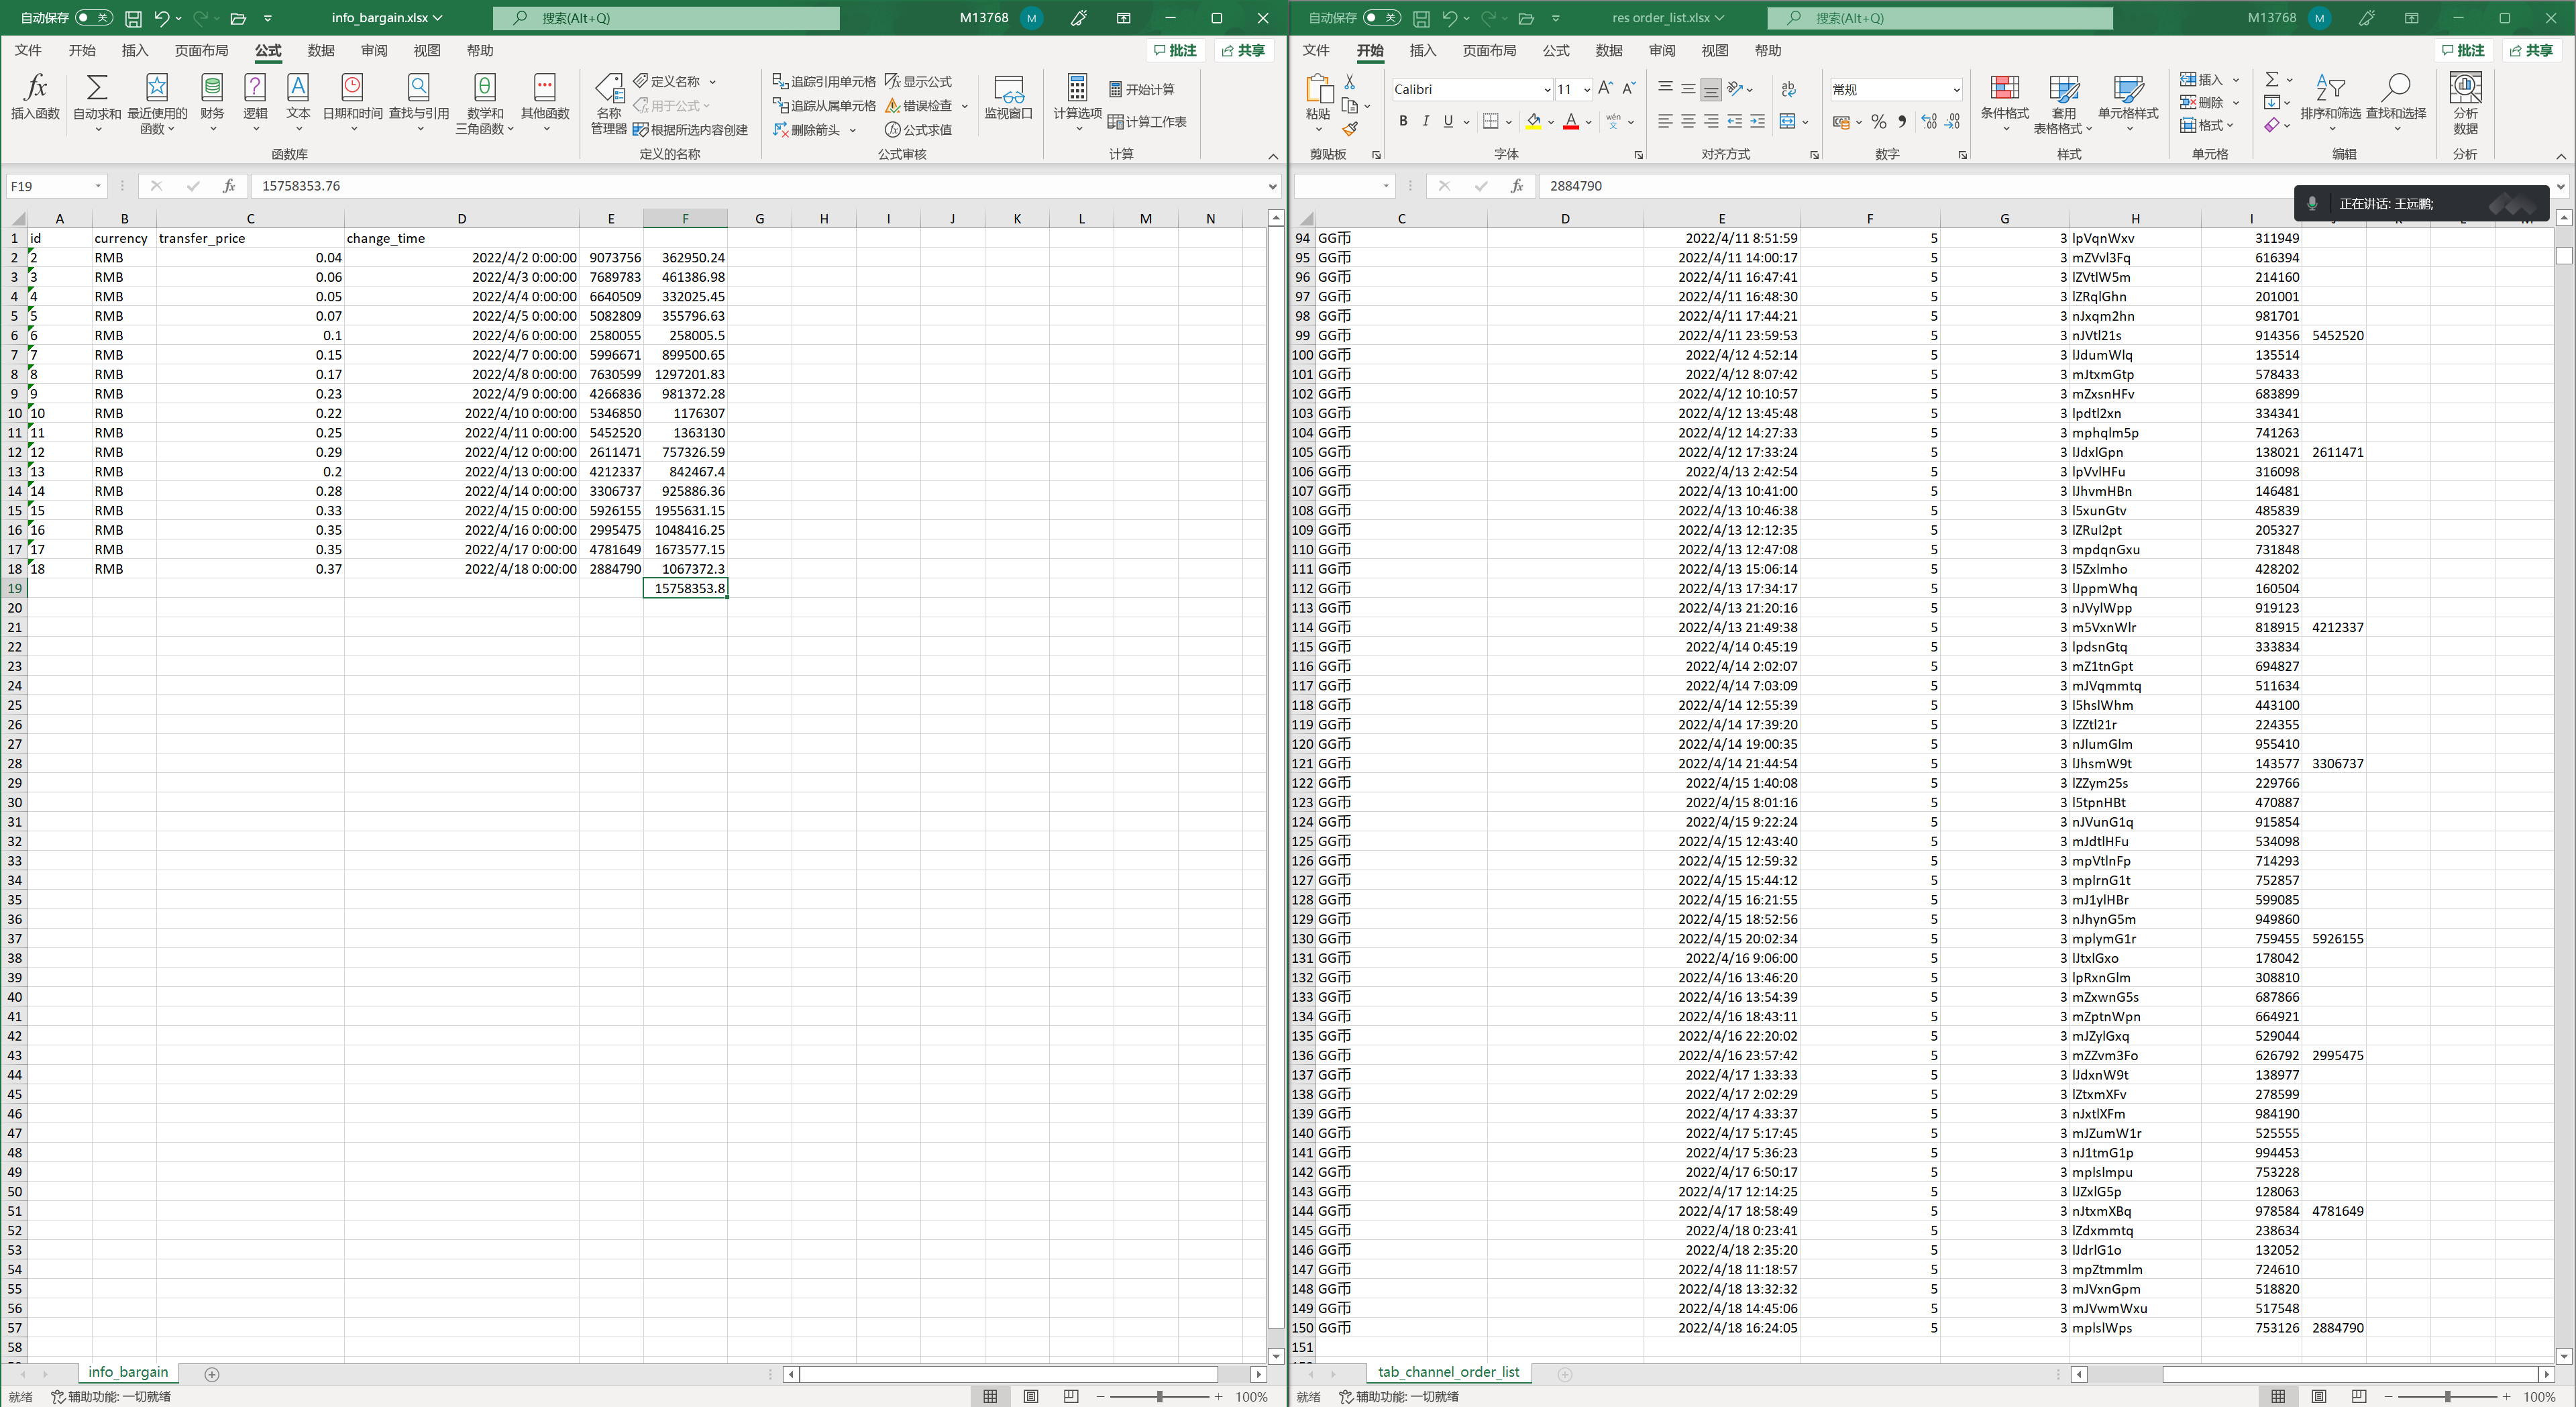 自动保存 关 info_bargain.xlsx 搜索(Alt+Q) M13768 M
文件 开始 插入 页面布局 公式 数据 审阅 视图 帮助 批注 共享
插入函数 自动求和 最近使用的函数 财务 逻辑 文本 日期和时间 查找与引用 数学和三角函数 其他函数
函数库
名称管理器 定义名称 用于公式 根据所选内容创建
定义的名称
追踪引用单元格 显示公式
追踪从属单元格 错误检查
删除箭头 公式求值
公式审核
监视窗口
计算选项 开始计算 计算工作表
计算
F19 fx 15758353.76
A B C D E F G H I J K L M N
1 id currency transfer_price change_time
2 2 RMB 0.04 2022/4/2 0:00:00 9073756 362950.24
3 3 RMB 0.06 2022/4/3 0:00:00 7689783 461386.98
4 4 RMB 0.05 2022/4/4 0:00:00 6640509 332025.45
5 5 RMB 0.07 2022/4/5 0:00:00 5082809 355796.63
6 6 RMB 0.1 2022/4/6 0:00:00 2580055 258005.5
7 7 RMB 0.15 2022/4/7 0:00:00 5996671 899500.65
8 8 RMB 0.17 2022/4/8 0:00:00 7630599 1297201.83
9 9 RMB 0.23 2022/4/9 0:00:00 4266836 981372.28
10 10 RMB 0.22 2022/4/10 0:00:00 5346850 1176307
11 11 RMB 0.25 2022/4/11 0:00:00 5452520 1363130
12 12 RMB 0.29 2022/4/12 0:00:00 2611471 757326.59
13 13 RMB 0.2 2022/4/13 0:00:00 4212337 842467.4
14 14 RMB 0.28 2022/4/14 0:00:00 3306737 925886.36
15 15 RMB 0.33 2022/4/15 0:00:00 5926155 1955631.15
16 16 RMB 0.35 2022/4/16 0:00:00 2995475 1048416.25
17 17 RMB 0.35 2022/4/17 0:00:00 4781649 1673577.15
18 18 RMB 0.37 2022/4/18 0:00:00 2884790 1067372.3
19 15758353.8
20
21
22
23
24
25
26
27
28
29
30
31
32
33
34
35
36
37
38
39
40
41
42
43
44
45
46
47
48
49
50
51
52
53
54
55
56
57
58
info_bargain
就绪 辅助功能: 一切就绪 100%
自动保存 关 res order_list.xlsx 搜索(Alt+Q) M13768 M
文件 开始 插入 页面布局 公式 数据 审阅 视图 帮助 批注 共享
粘贴
剪贴板
Calibri 11 A A
B I U A wén 文
字体
ab
对齐方式
常规
% 数字
条件格式 套用表格格式 单元格样式
样式
插入
删除
格式
单元格
排序和筛选 查找和选择
编辑
分析数据
分析
fx 2884790
正在讲话: 王远鹏;
C D E F G H I
94 GG币 2022/4/11 8:51:59 5 3 lpVqnWxv 311949
95 GG币 2022/4/11 14:00:17 5 3 mZVvl3Fq 616394
96 GG币 2022/4/11 16:47:41 5 3 lZVtlW5m 214160
97 GG币 2022/4/11 16:48:30 5 3 lZRqlGhn 201001
98 GG币 2022/4/11 17:44:21 5 3 nJxqm2hn 981701
99 GG币 2022/4/11 23:59:53 5 3 nJVtl21s 914356 5452520
100 GG币 2022/4/12 4:52:14 5 3 lJdumWlq 135514
101 GG币 2022/4/12 8:07:42 5 3 mJtxmGtp 578433
102 GG币 2022/4/12 10:10:57 5 3 mZxsnHFv 683899
103 GG币 2022/4/12 13:45:48 5 3 lpdtl2xn 334341
104 GG币 2022/4/12 14:27:33 5 3 mphqlm5p 741263
105 GG币 2022/4/12 17:33:24 5 3 lJdxlGpn 138021 2611471
106 GG币 2022/4/13 2:42:54 5 3 lpVvlHFu 316098
107 GG币 2022/4/13 10:41:00 5 3 lJhvmHBn 146481
108 GG币 2022/4/13 10:46:38 5 3 l5xunGtv 485839
109 GG币 2022/4/13 12:12:35 5 3 lZRul2pt 205327
110 GG币 2022/4/13 12:47:08 5 3 mpdqnGxu 731848
111 GG币 2022/4/13 15:06:14 5 3 l5Zxlmho 428202
112 GG币 2022/4/13 17:34:17 5 3 lJppmWhq 160504
113 GG币 2022/4/13 21:20:16 5 3 nJVylWpp 919123
114 GG币 2022/4/13 21:49:38 5 3 m5VxnWlr 818915 4212337
115 GG币 2022/4/14 0:45:19 5 3 lpdsnGtq 333834
116 GG币 2022/4/14 2:02:07 5 3 mZ1tnGpt 694827
117 GG币 2022/4/14 7:03:09 5 3 mJVqmmtq 511634
118 GG币 2022/4/14 12:55:39 5 3 l5hslWhm 443100
119 GG币 2022/4/14 17:39:20 5 3 lZZtl21r 224355
120 GG币 2022/4/14 19:00:35 5 3 nJlumGlm 955410
121 GG币 2022/4/14 21:44:54 5 3 lJhsmW9t 143577 3306737
122 GG币 2022/4/15 1:40:08 5 3 lZZym25s 229766
123 GG币 2022/4/15 8:01:16 5 3 l5tpnHBt 470887
124 GG币 2022/4/15 9:22:24 5 3 nJVunG1q 915854
125 GG币 2022/4/15 12:43:40 5 3 mJdtlHFu 534098
126 GG币 2022/4/15 12:59:32 5 3 mpVtlnFp 714293
127 GG币 2022/4/15 15:44:12 5 3 mplrnG1t 752857
128 GG币 2022/4/15 16:21:55 5 3 mJ1ylHBr 599085
129 GG币 2022/4/15 18:52:56 5 3 nJhynG5m 949860
130 GG币 2022/4/15 20:02:34 5 3 mplymG1r 759455 5926155
131 GG币 2022/4/16 9:06:00 5 3 lJtxlGxo 178042
132 GG币 2022/4/16 13:46:20 5 3 lpRxnGlm 308810
133 GG币 2022/4/16 13:54:39 5 3 mZxwnG5s 687866
134 GG币 2022/4/16 18:43:11 5 3 mZptnWpn 664921
135 GG币 2022/4/16 22:20:02 5 3 mJZylGxq 529044
136 GG币 2022/4/16 23:57:42 5 3 mZZvm3Fo 626792 2995475
137 GG币 2022/4/17 1:33:33 5 3 lJdxnW9t 138977
138 GG币 2022/4/17 2:02:29 5 3 lZtxmXFv 278599
139 GG币 2022/4/17 4:33:37 5 3 nJxtlXFm 984190
140 GG币 2022/4/17 5:17:45 5 3 mJZumW1r 525555
141 GG币 2022/4/17 5:36:23 5 3 nJ1tmG1p 994453
142 GG币 2022/4/17 6:50:17 5 3 mplslmpu 753228
143 GG币 2022/4/17 12:14:25 5 3 lJZxlG5p 128063
144 GG币 2022/4/17 18:58:49 5 3 nJtxmXBq 978584 4781649
145 GG币 2022/4/18 0:23:41 5 3 lZdxmmtq 238634
146 GG币 2022/4/18 2:35:20 5 3 lJdrlG1o 132052
147 GG币 2022/4/18 11:18:57 5 3 mpZtmmlm 724610
148 GG币 2022/4/18 13:32:32 5 3 mJVxnGpm 518820
149 GG币 2022/4/18 14:45:06 5 3 mJVwmWxu 517548
150 GG币 2022/4/18 16:24:05 5 3 mplslWps 753126 2884790
151
tab_channel_order_list
就绪 辅助功能: 一切就绪 100%